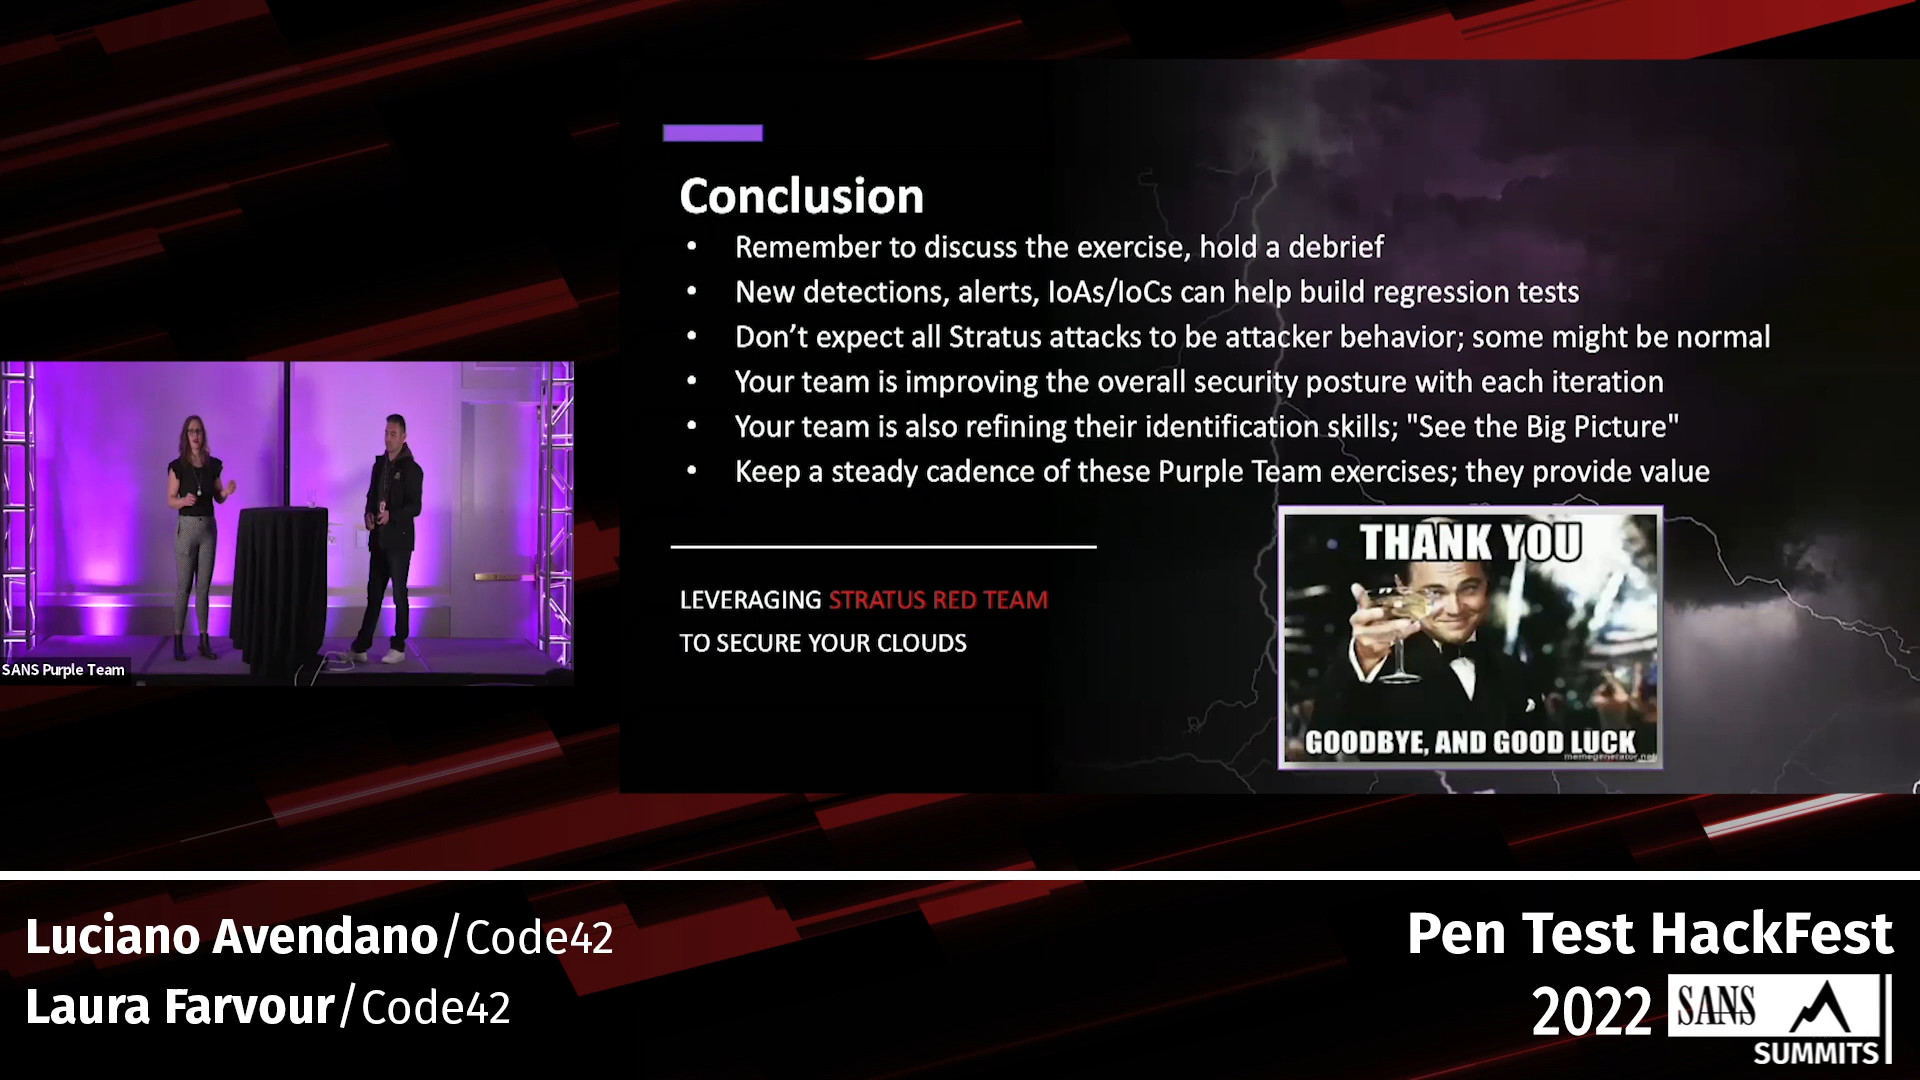 Conclusion
• Remember to discuss the exercise, hold a debrief
• New detections, alerts, IoAs/IoCs can help build regression tests
• Don’t expect all Stratus attacks to be attacker behavior; some might be normal
• Your team is improving the overall security posture with each iteration
• Your team is also refining their identification skills; "See the Big Picture"
• Keep a steady cadence of these Purple Team exercises; they provide value
LEVERAGING STRATUS RED TEAM
TO SECURE YOUR CLOUDS
THANK YOU
GOODBYE, AND GOOD LUCK
memegenerator.net
SANS Purple Team
Luciano Avendano/Code42
Laura Farvour/Code42
Pen Test HackFest
2022
SANS
SUMMITS